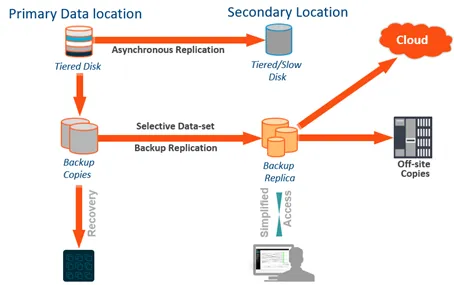 Primary Data location
Secondary Location
Asynchronous Replication
Tiered Disk
Tiered/Slow
Disk
Cloud
Selective Data-set
Backup Replication
Backup
Copies
Backup
Replica
Off-site
Copies
Recovery
Simplified
Access